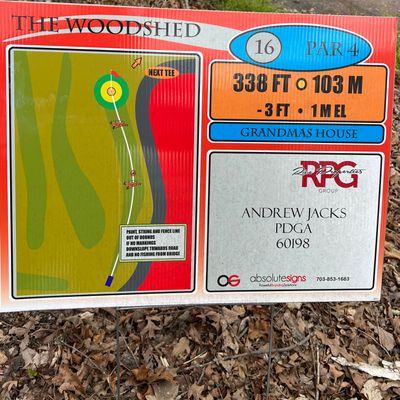 THE WOODSHED
16
PAR 4
NEXT TEE
338 FT O 103 M
- 3 FT • 1 M EL
GRANDMAS HOUSE
PAINT, STRING AND FENCE LINE
OUT OF BOUNDS
IF NO MARKINGS
DOWNSLOPE TOWARDS ROAD
AND NO FISHING FROM BRIDGE
RPG
GROUP
ANDREW JACKS
PDGA
60198
OG
absolutesigns
703-853-1683